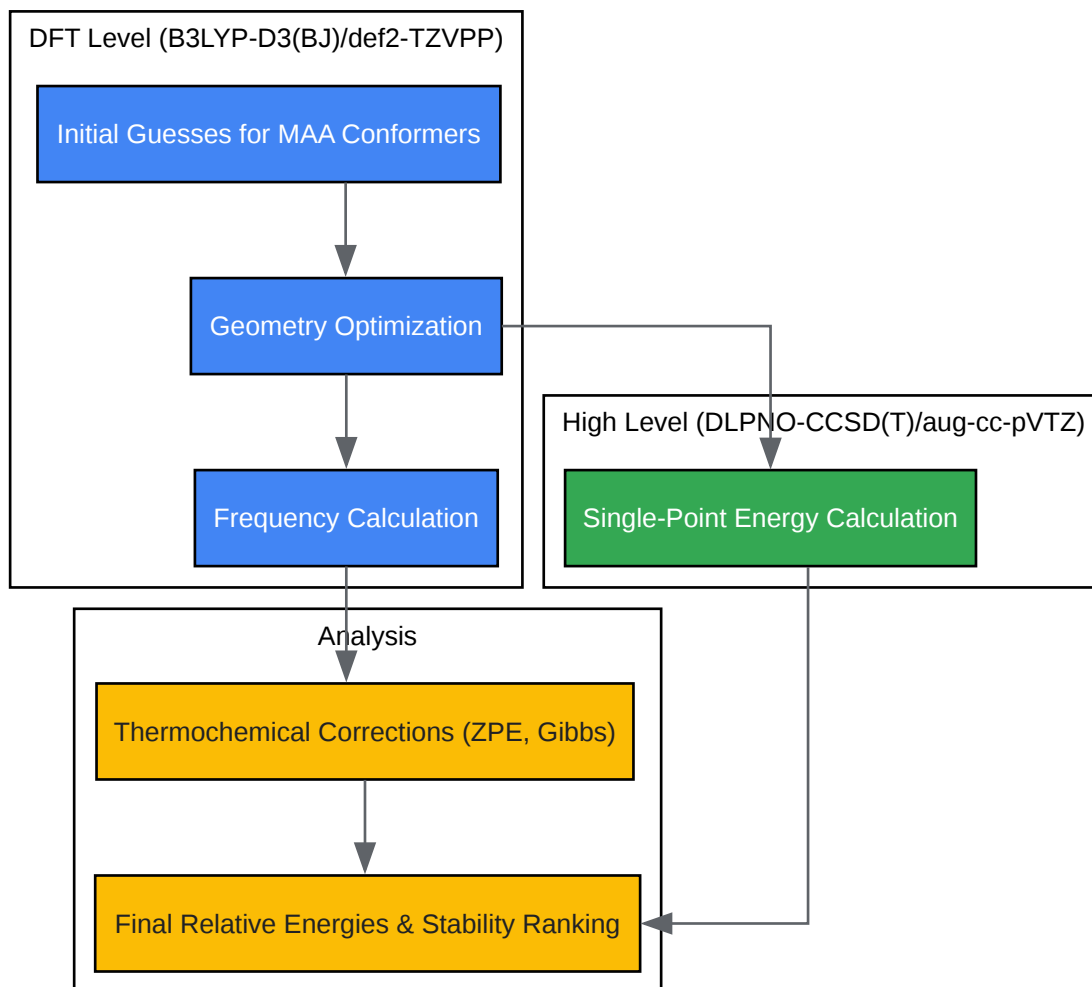 DFT Level (B3LYP-D3(BJ)/def2-TZVPP)
Initial Guesses for MAA Conformers
Geometry Optimization
High Level (DLPNO-CCSD(T)/aug-cc-pVTZ)
Frequency Calculation
Single-Point Energy Calculation
Analysis
Thermochemical Corrections (ZPE, Gibbs)
Final Relative Energies & Stability Ranking